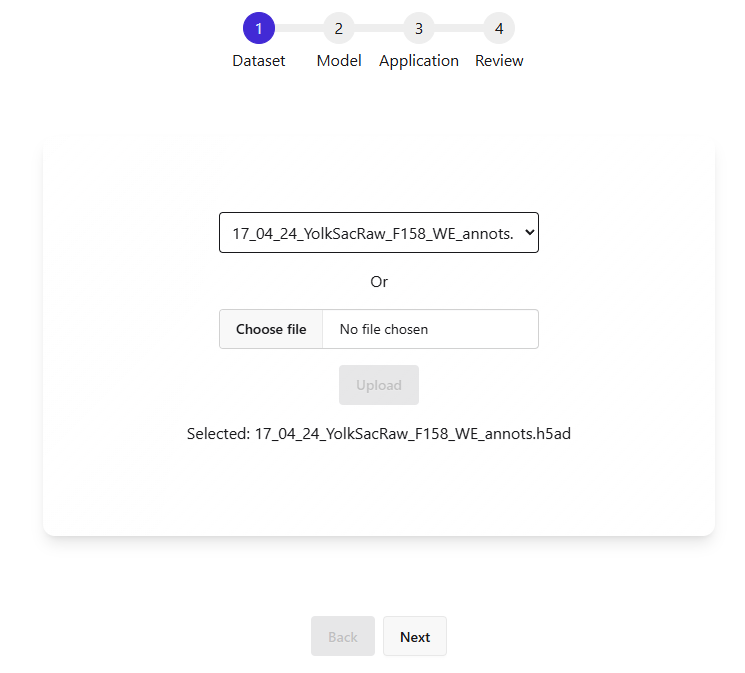 1 2 3 4
Dataset Model Application Review
17_04_24_YolkSacRaw_F158_WE_annots.
Or
Choose file No file chosen
Upload
Selected: 17_04_24_YolkSacRaw_F158_WE_annots.h5ad
Back Next